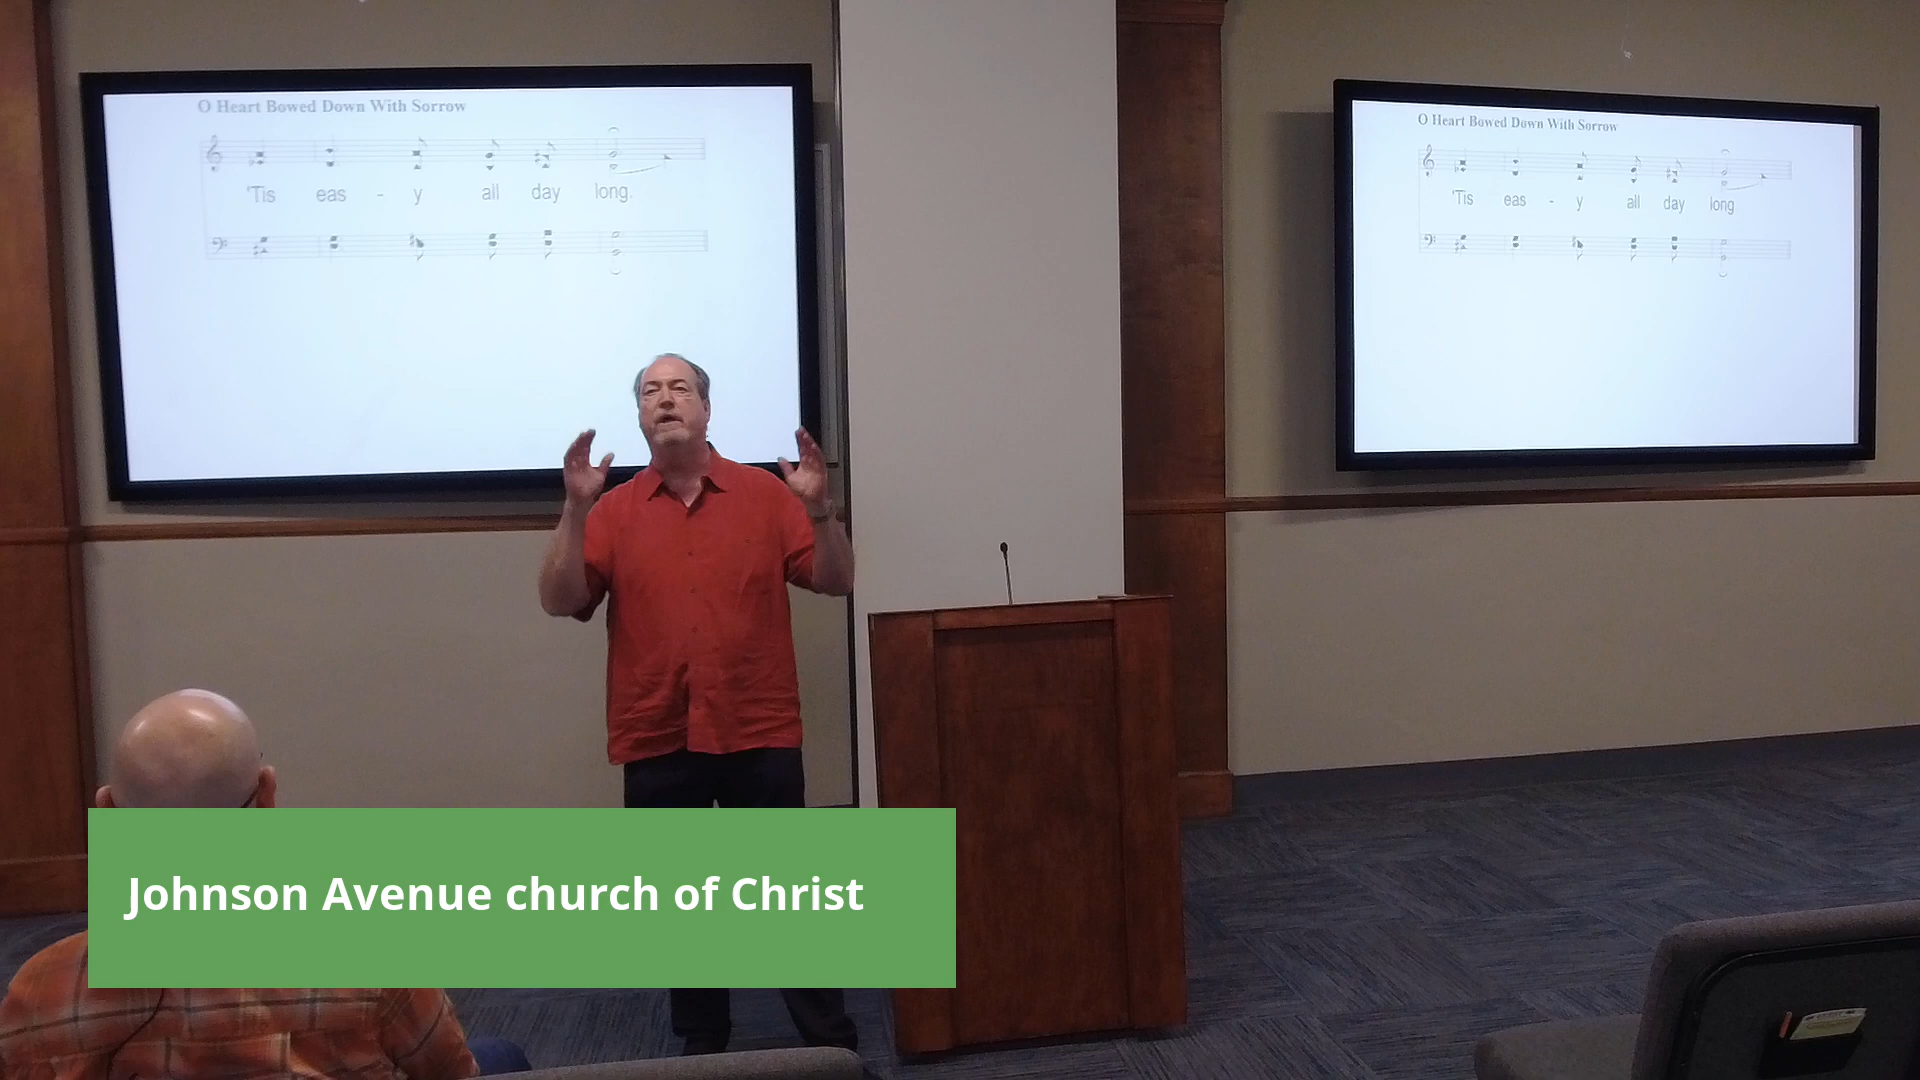 O Heart Bowed Down With Sorrow
'Tis eas - y all day long.
O Heart Bowed Down With Sorrow
'Tis eas - y all day long
Johnson Avenue church of Christ